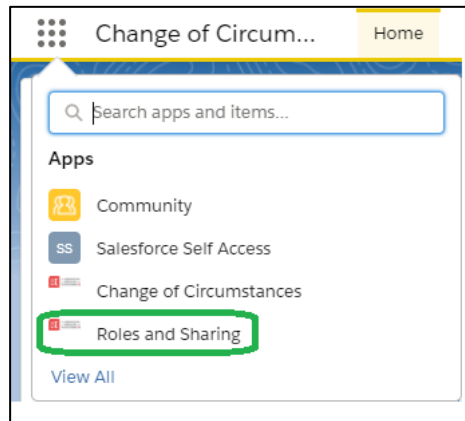 Change of Circum...
Home
Search apps and items...
Apps
Community
SS
Salesforce Self Access
Change of Circumstances
Roles and Sharing
View All